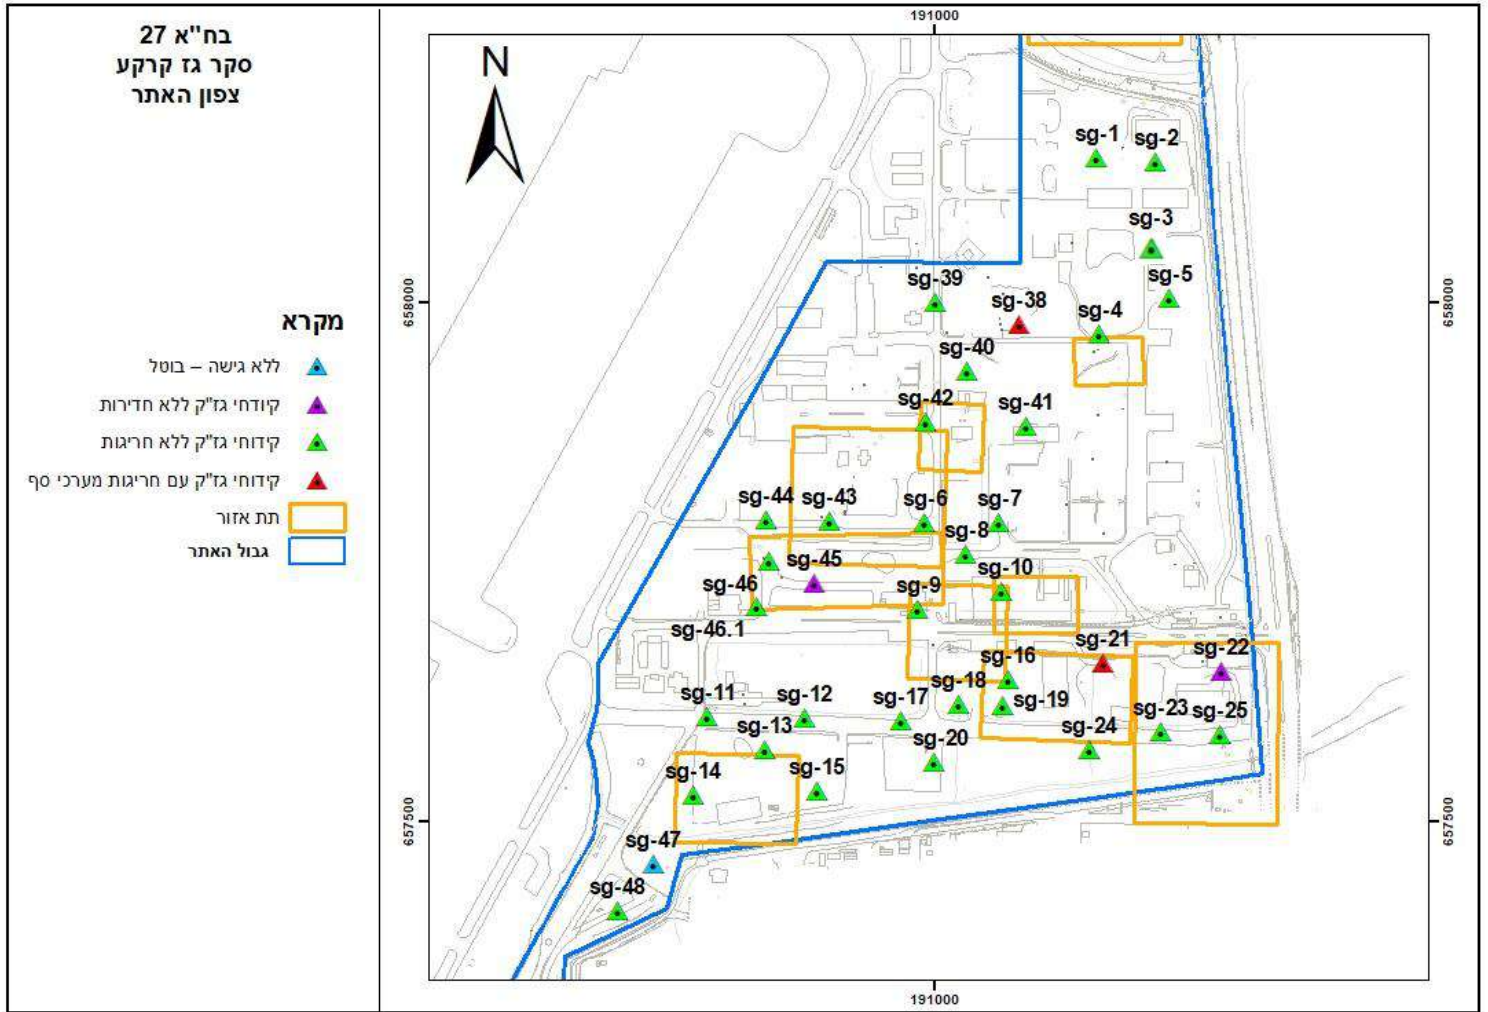 בח"א 27
סקר גז קרקע
צפון האתר
מקרא
ללא גישה – בוטל
קיודחי גז"ק ללא חדירות
קידוחי גז"ק ללא חריגות
קידוחי גז"ק עם חריגות מערכי סף
תת אזור
גבול האתר
191000
N
sg-1
sg-2
sg-3
sg-5
658000
sg-39
sg-38
sg-4
658000
sg-40
sg-42
sg-41
sg-44
sg-43
sg-6
sg-7
sg-8
sg-45
sg-10
sg-46
sg-9
sg-46.1
sg-21
sg-16
sg-22
sg-18
sg-11
sg-12
sg-17
sg-19
sg-13
sg-20
sg-24
sg-23
sg-25
sg-14
sg-15
657500
657500
sg-47
sg-48
191000